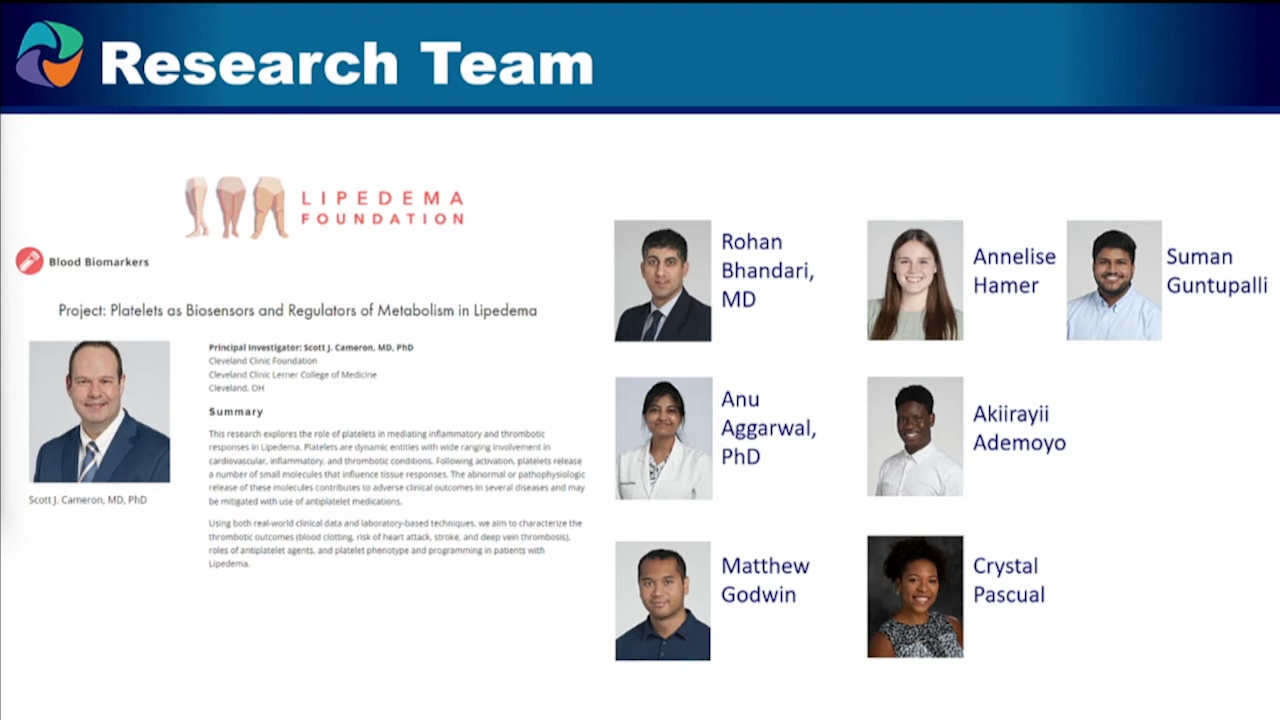 Research Team
LIPEDEMA
FOUNDATION
Blood Biomarkers
Project: Platelets as Biosensors and Regulators of Metabolism in Lipedema
Principal Investigator: Scott J. Cameron, MD, PhD
Cleveland Clinic Foundation
Cleveland Clinic Lerner College of Medicine
Cleveland, OH
Summary
This research explores the role of platelets in mediating inflammatory and thrombotic
responses in Lipedema. Platelets are dynamic entities with wide ranging involvement in
cardiovascular, inflammatory, and thrombotic conditions. Following activation, platelets release
a number of small molecules that influence tissue responses. The abnormal or pathophysiologic
release of these molecules contributes to adverse clinical outcomes in several diseases and may
be mitigated with use of antiplatelet medications.
Using both real-world clinical data and laboratory-based techniques, we aim to characterize the
thrombotic outcomes (blood clotting, risk of heart attack, stroke, and deep vein thrombosis),
roles of antiplatelet agents, and platelet phenotype and programming in patients with
Lipedema.
Scott J. Cameron, MD, PhD
Rohan
Bhandari,
MD
Annelise
Hamer
Suman
Guntupalli
Anu
Aggarwal,
PhD
Akiirayii
Ademoyo
Matthew
Godwin
Crystal
Pascual